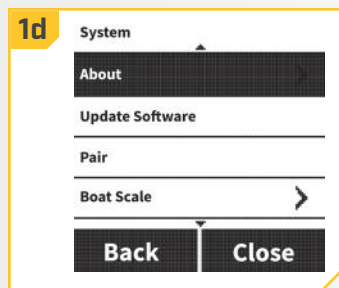 1d
System
About
Update Software
Pair
Boat Scale
Back Close